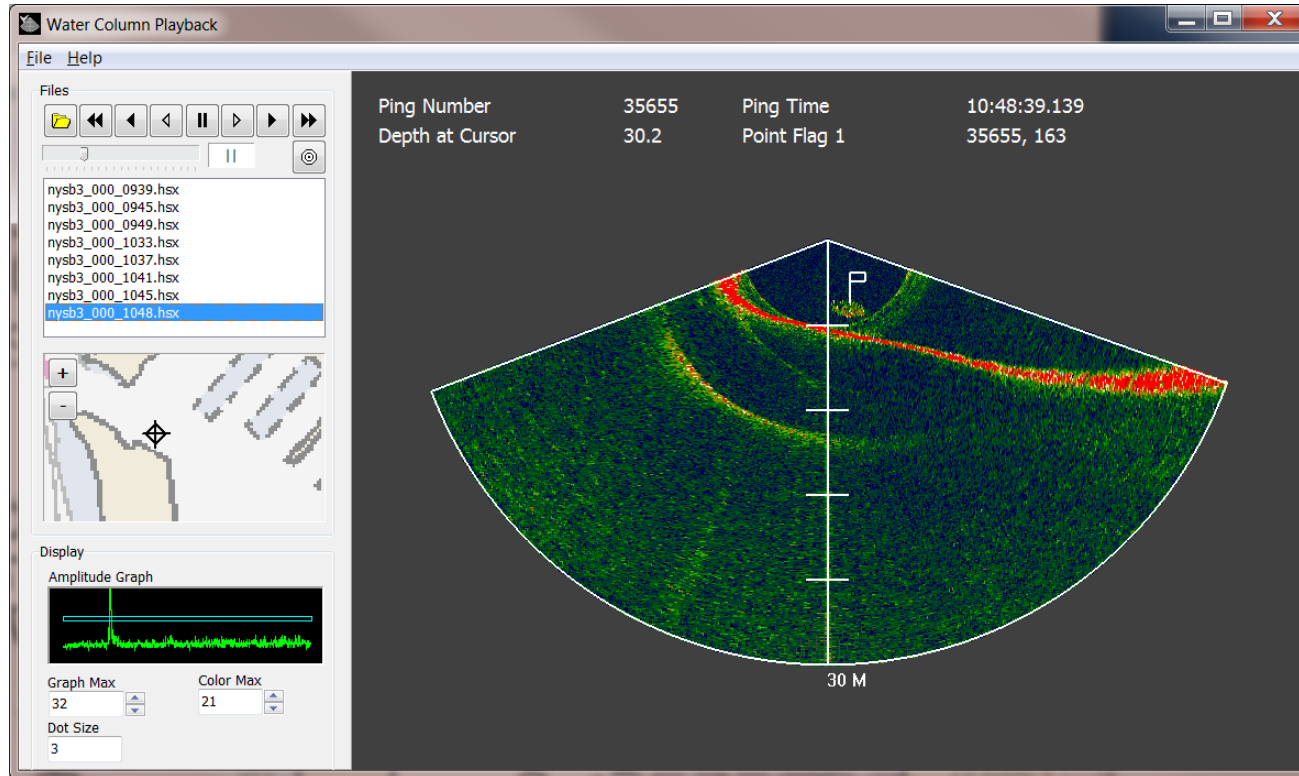 Water Column Playback
File Help
Files
nysb3_000_0939.hsx
nysb3_000_0945.hsx
nysb3_000_0949.hsx
nysb3_000_1033.hsx
nysb3_000_1037.hsx
nysb3_000_1041.hsx
nysb3_000_1045.hsx
nysb3_000_1048.hsx
+
-
Display
Amplitude Graph
Graph Max Color Max
32 21
Dot Size
3
Ping Number 35655 Ping Time 10:48:39.139
Depth at Cursor 30.2 Point Flag 1 35655, 163
30 M